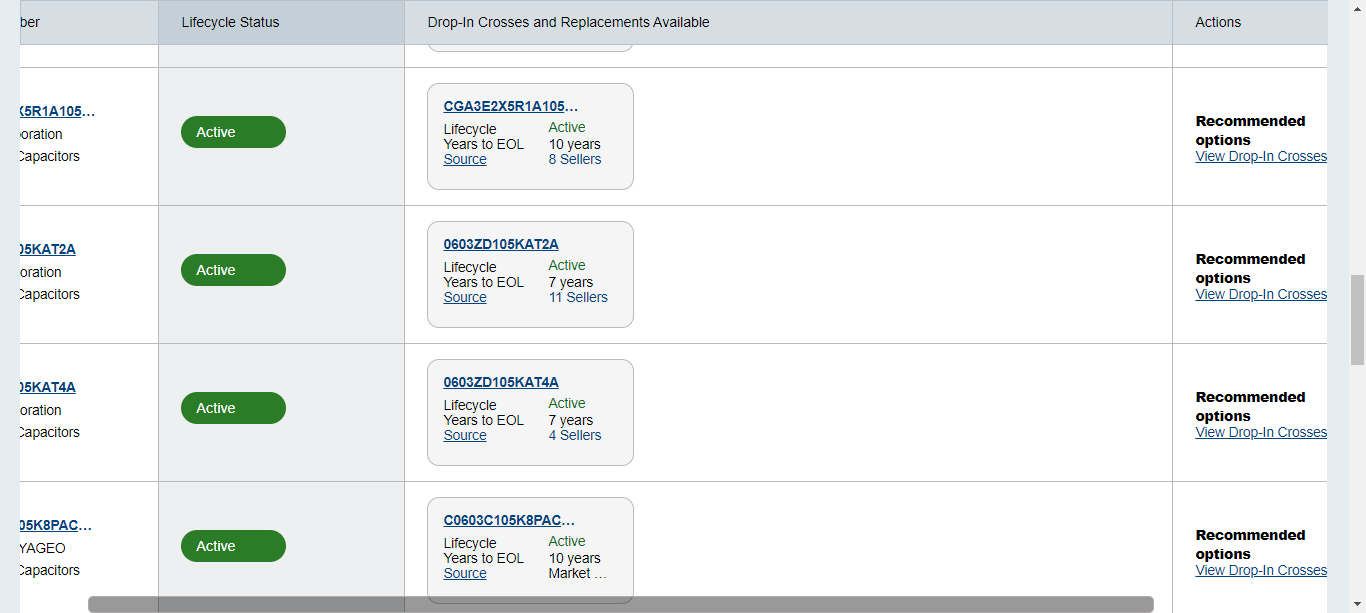 ber Lifecycle Status Drop-In Crosses and Replacements Available Actions
X5R1A105…
oration
Capacitors
Active
CGA3E2X5R1A105…
Lifecycle Active
Years to EOL 10 years
Source 8 Sellers
Recommended
options
View Drop-In Crosses
05KAT2A
oration
Capacitors
Active
0603ZD105KAT2A
Lifecycle Active
Years to EOL 7 years
Source 11 Sellers
Recommended
options
View Drop-In Crosses
05KAT4A
oration
Capacitors
Active
0603ZD105KAT4A
Lifecycle Active
Years to EOL 7 years
Source 4 Sellers
Recommended
options
View Drop-In Crosses
05K8PAC…
YAGEO
Capacitors
Active
C0603C105K8PAC…
Lifecycle Active
Years to EOL 10 years
Source Market …
Recommended
options
View Drop-In Crosses